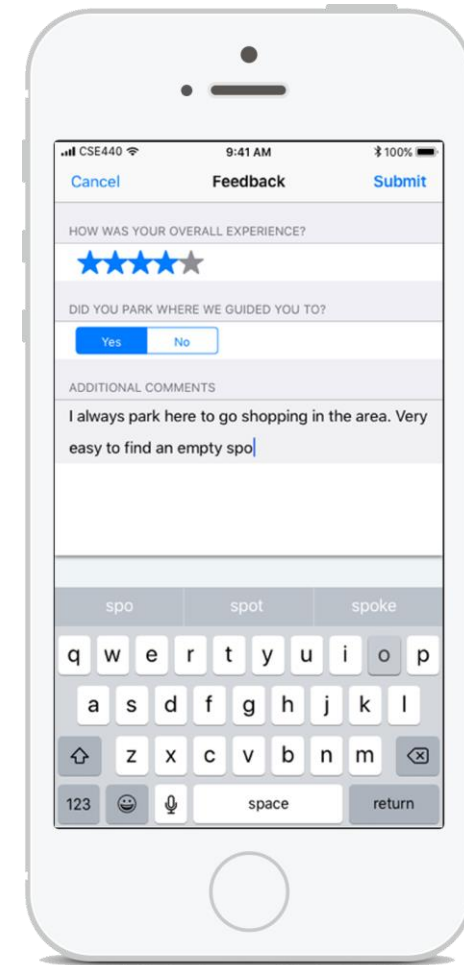 CSE440 9:41 AM 100%
Cancel Feedback Submit
HOW WAS YOUR OVERALL EXPERIENCE?
DID YOU PARK WHERE WE GUIDED YOU TO?
Yes No
ADDITIONAL COMMENTS
I always park here to go shopping in the area. Very
easy to find an empty spo
spo spot spoke
q w e r t y u i o p
a s d f g h j k l
z x c v b n m
123 space return